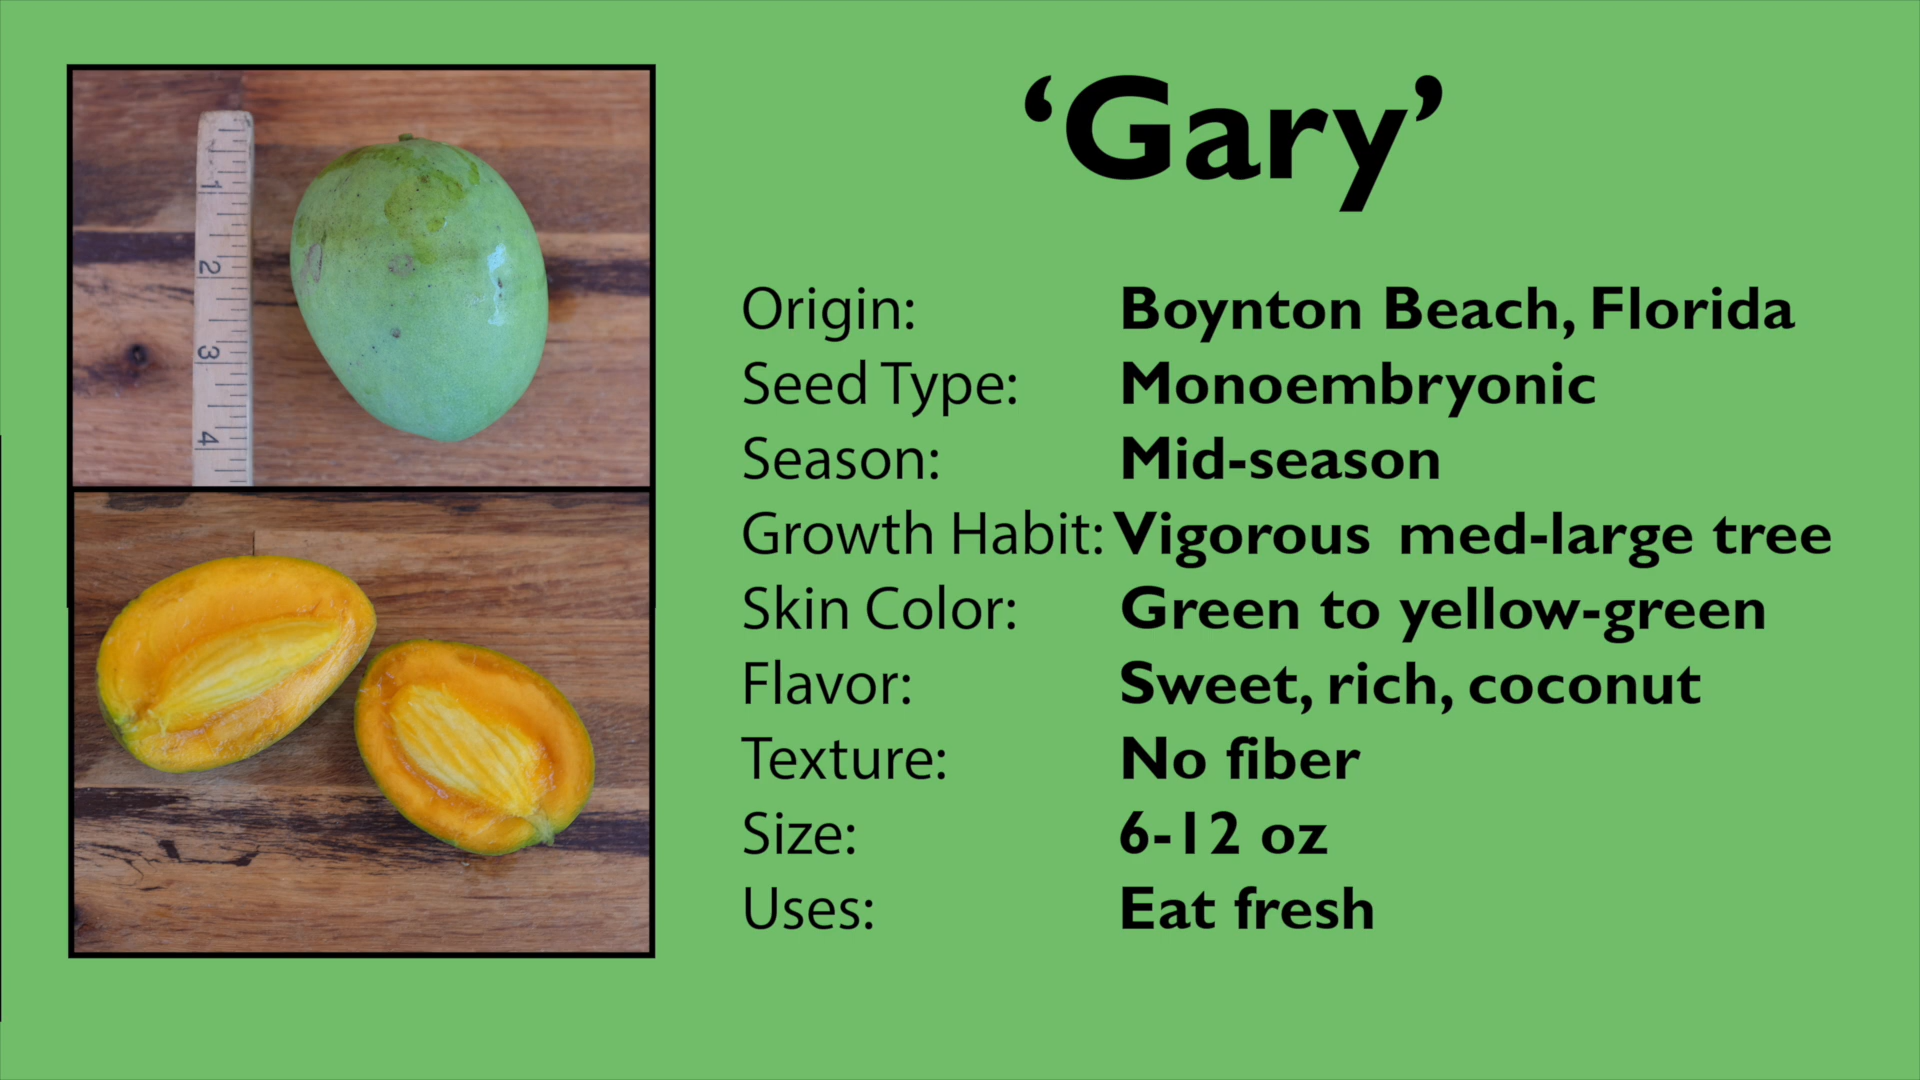 ‘Gary’
Origin: Boynton Beach, Florida
Seed Type: Monoembryonic
Season: Mid-season
Growth Habit: Vigorous med-large tree
Skin Color: Green to yellow-green
Flavor: Sweet, rich, coconut
Texture: No fiber
Size: 6-12 oz
Uses: Eat fresh
1
2
3
4